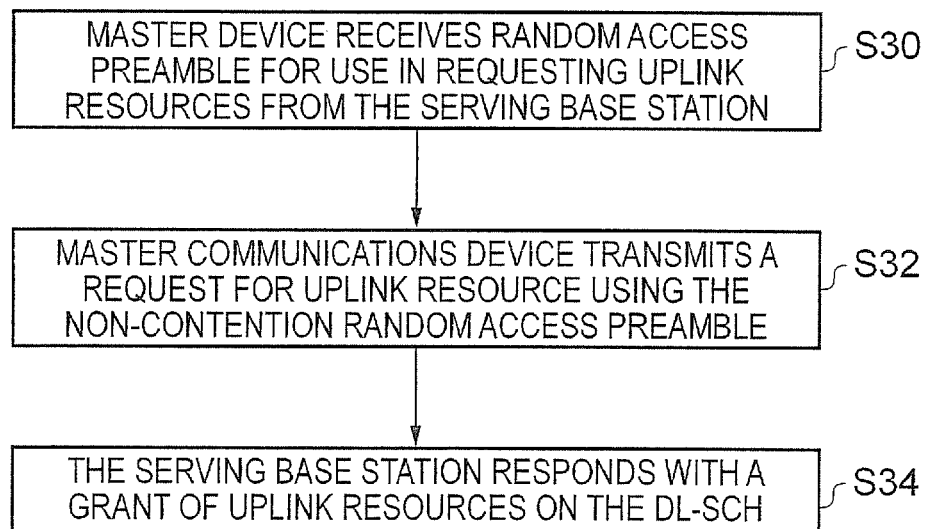 MASTER DEVICE RECEIVES RANDOM ACCESS
PREAMBLE FOR USE IN REQUESTING UPLINK
RESOURCES FROM THE SERVING BASE STATION
S30
MASTER COMMUNICATIONS DEVICE TRANSMITS A
REQUEST FOR UPLINK RESOURCE USING THE
NON-CONTENTION RANDOM ACCESS PREAMBLE
S32
THE SERVING BASE STATION RESPONDS WITH A
GRANT OF UPLINK RESOURCES ON THE DL-SCH
S34